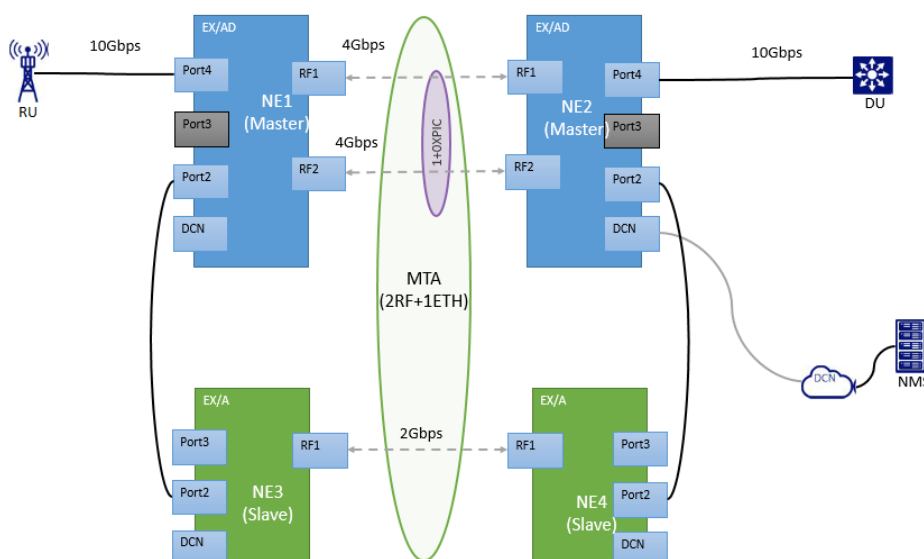 EX/AD
EX/AD
10Gbps
4Gbps
10Gbps
Port4
RF1
RF1
Port4
RU
NE1
(Master)
NE2
(Master)
DU
Port3
Port3
4Gbps
1+0XPIC
Port2
RF2
RF2
Port2
DCN
DCN
MTA
(2RF+1ETH)
DCN
NMS
EX/A
EX/A
2Gbps
Port3
RF1
RF1
Port3
Port2
NE3
(Slave)
NE4
(Slave)
Port2
DCN
DCN